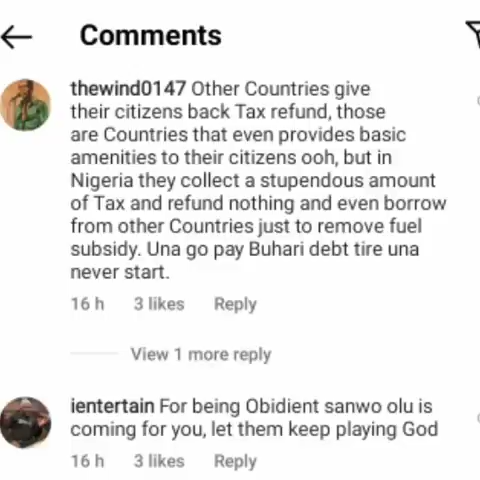 Comments
thewind0147 Other Countries give
their citizens back Tax refund, those
are Countries that even provides basic
amenities to their citizens ooh, but in
Nigeria they collect a stupendous amount
of Tax and refund nothing and even borrow
from other Countries just to remove fuel
subsidy. Una go pay Buhari debt tire una
never start.
16 h 3 likes Reply
View 1 more reply
ientertain For being Obidient sanwo olu is
coming for you, let them keep playing God
16 h 3 likes Reply